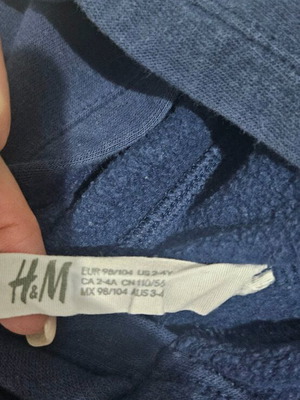 H&M
EUR 98/104 US 2-4Y
CA 2-4A CN 110/56
MX 98/104 AUS 3-4